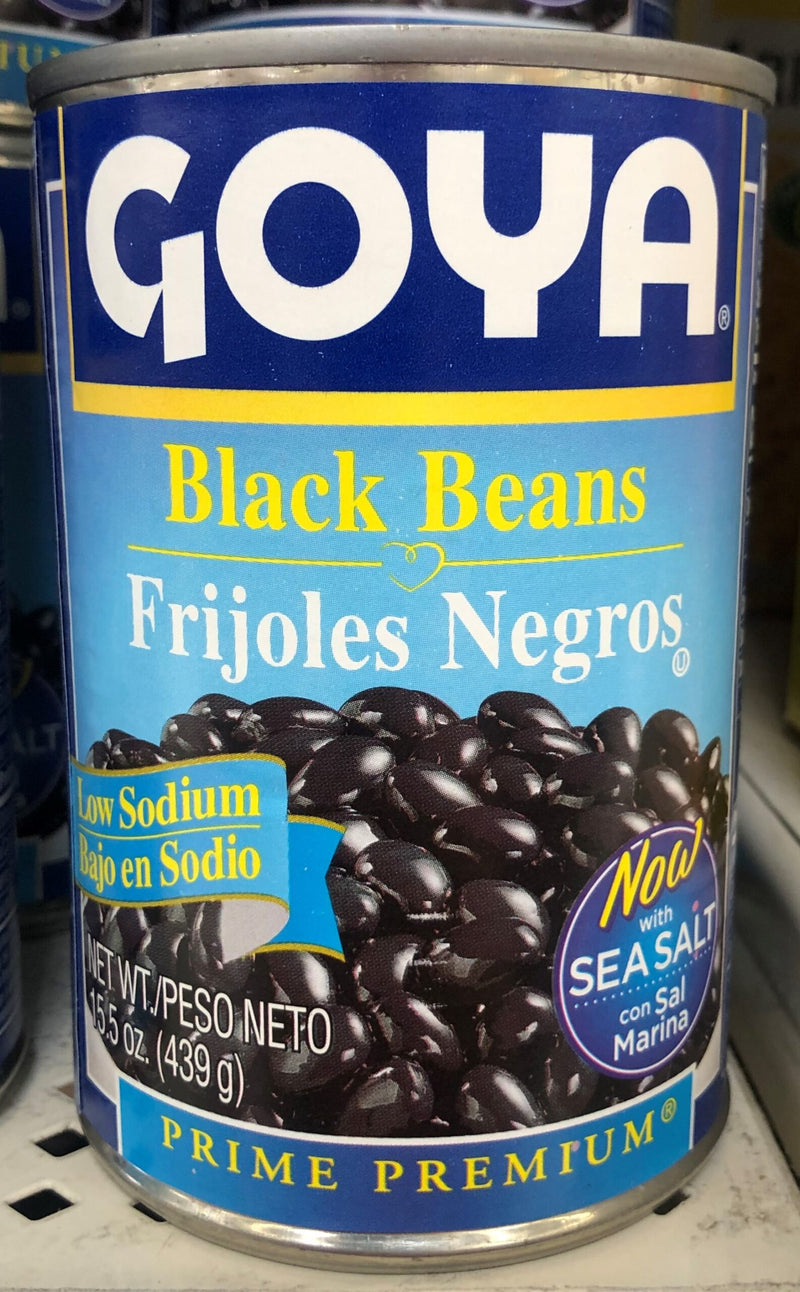 GOYA®
Black Beans
Frijoles Negros
U
Low Sodium
Bajo en Sodio
Now
with
SEA SALT
con Sal
Marina
NET WT./PESO NETO
15.5 oz. (439 g)
PRIME PREMIUM®
ALT